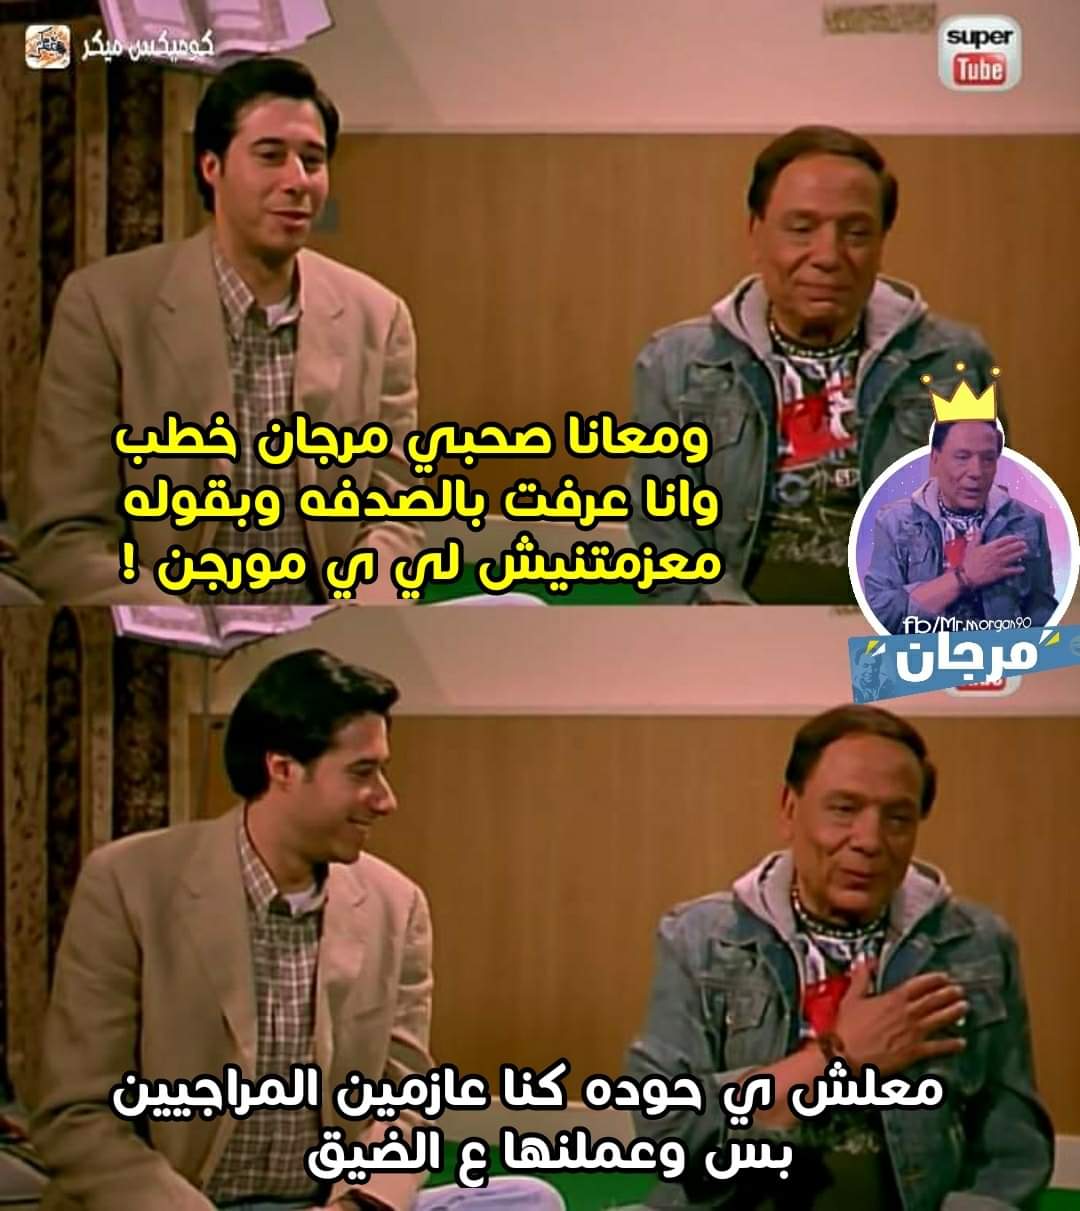 كوميكس ميكر
super
Tube
ومعانا صحبي مرجان خطب
وانا عرفت بالصدفه وبقوله
معزمتنيش لي ي مورجن !
fb/Mr.morgan90
مرجان
معلش ي حوده كنا عازمين المراجيين
بس وعملنها ع الضيق